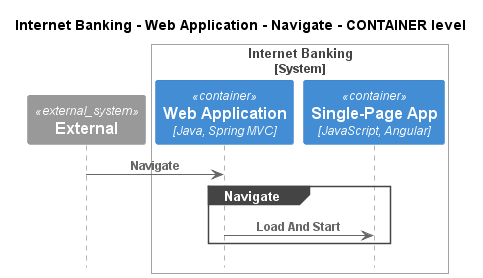 Internet Banking - Web Application - Navigate - CONTAINER level
Internet Banking
[System]
«external_system»
External
«container»
Web Application
[Java, Spring MVC]
«container»
Single-Page App
[JavaScript, Angular]
Navigate
Navigate
Load And Start